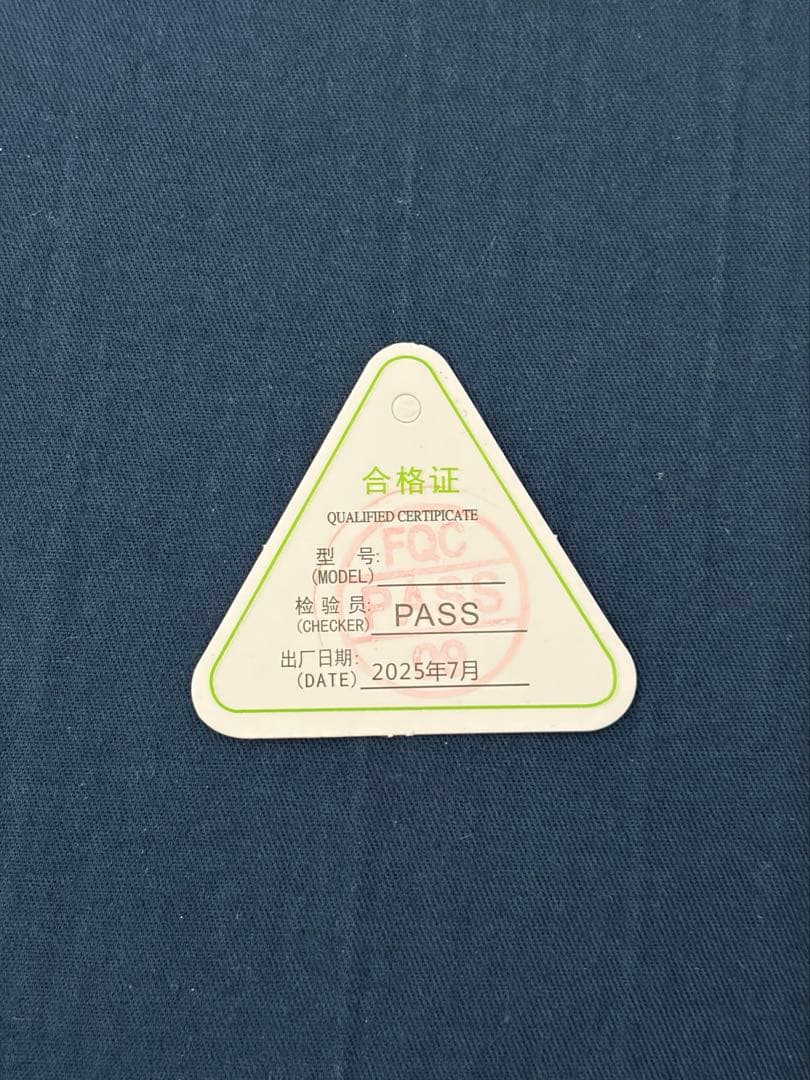 合格证
QUALIFIED CERTIPICATE
FQC
型 号:
(MODEL)
PASS
检验员: PASS
(CHECKER)
09
出厂日期: 2025年7月
(DATE)